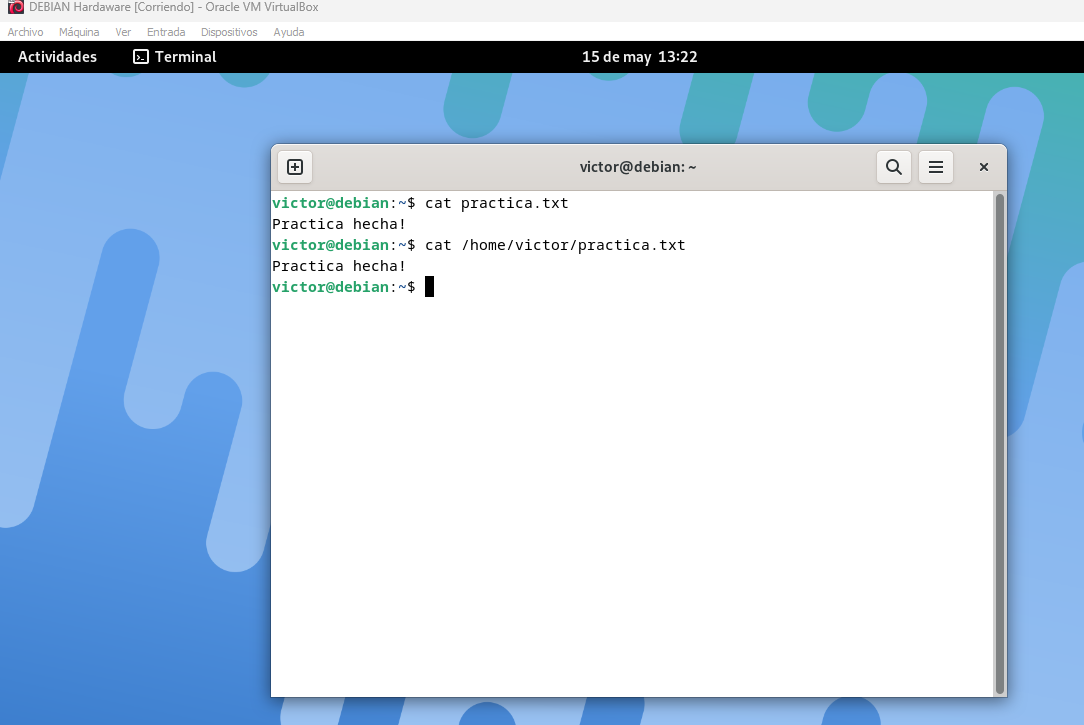 DEBIAN Hardaware [Corriendo] - Oracle VM VirtualBox
Archivo Máquina Ver Entrada Dispositivos Ayuda
Actividades Terminal 15 de may 13:22
victor@debian: ~
victor@debian:~$ cat practica.txt
Practica hecha!
victor@debian:~$ cat /home/victor/practica.txt
Practica hecha!
victor@debian:~$